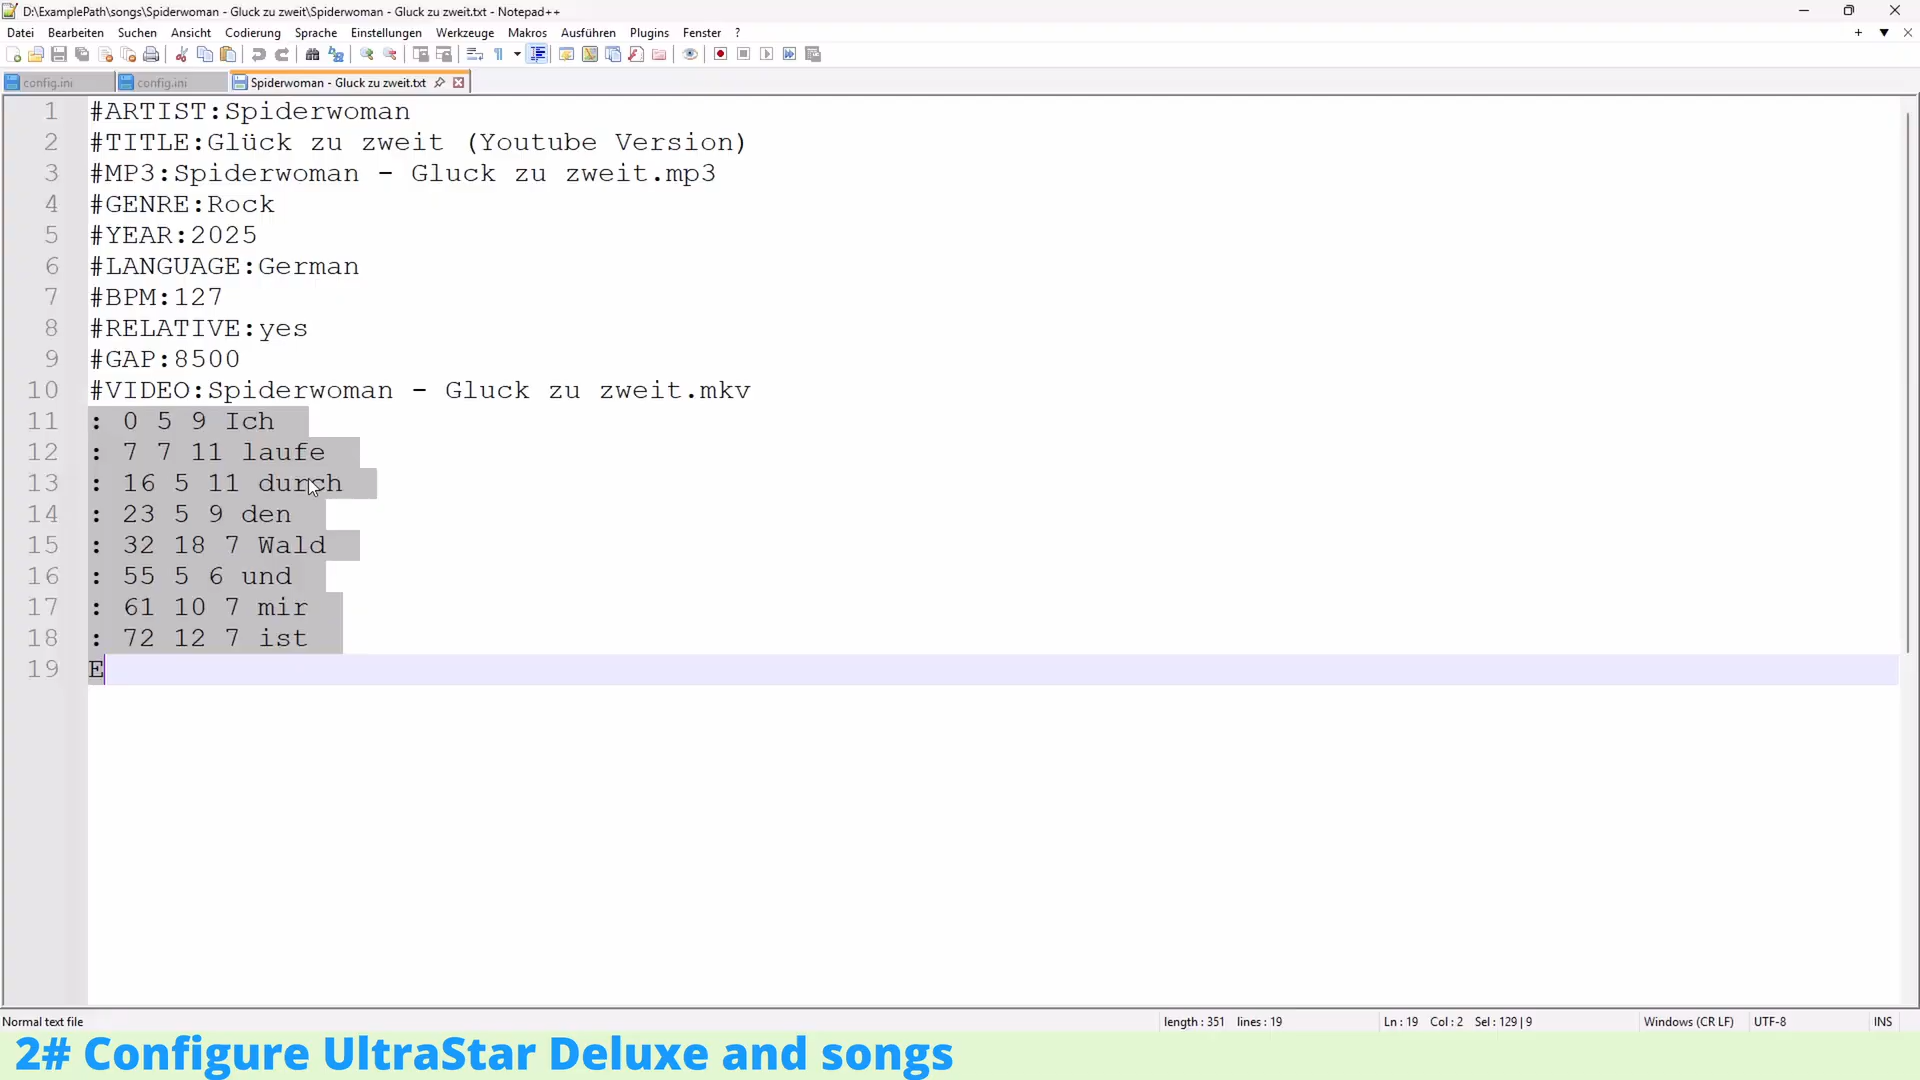 D:\ExamplePath\songs\Spiderwoman - Gluck zu zweit\Spiderwoman - Gluck zu zweit.txt - Notepad++
Datei Bearbeiten Suchen Ansicht Codierung Sprache Einstellungen Werkzeuge Makros Ausführen Plugins Fenster ?
config.ini config.ini Spiderwoman - Gluck zu zweit.txt
1 #ARTIST:Spiderwoman
2 #TITLE:Glück zu zweit (Youtube Version)
3 #MP3:Spiderwoman - Gluck zu zweit.mp3
4 #GENRE:Rock
5 #YEAR:2025
6 #LANGUAGE:German
7 #BPM:127
8 #RELATIVE:yes
9 #GAP:8500
10 #VIDEO:Spiderwoman - Gluck zu zweit.mkv
11 : 0 5 9 Ich
12 : 7 7 11 laufe
13 : 16 5 11 durch
14 : 23 5 9 den
15 : 32 18 7 Wald
16 : 55 5 6 und
17 : 61 10 7 mir
18 : 72 12 7 ist
19 E
Normal text file length : 351 lines : 19 Ln : 19 Col : 2 Sel : 129 | 9 Windows (CR LF) UTF-8 INS
2# Configure UltraStar Deluxe and songs